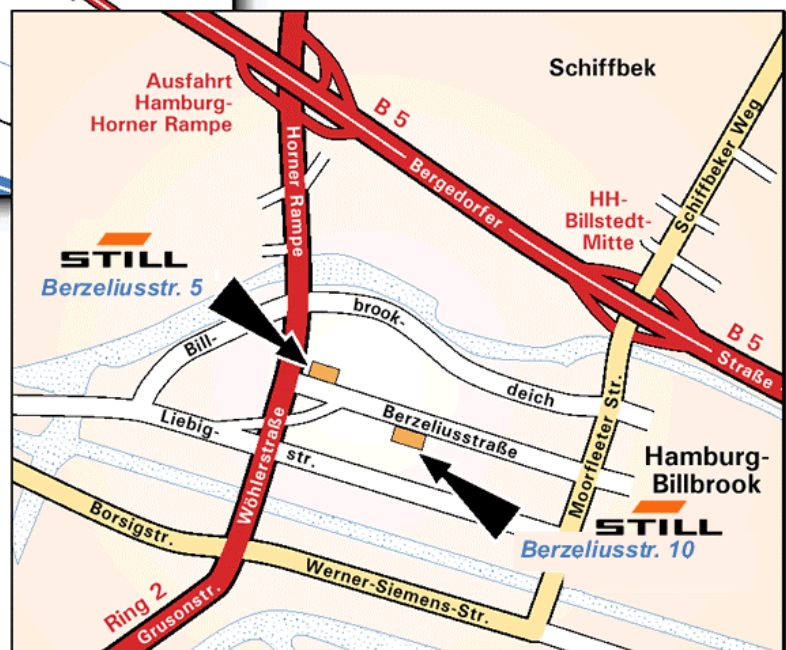 Schiffbek
Ausfahrt
Hamburg-
Horner Rampe
B 5
Horner Rampe
Bergedorfer
Schiffbeker Weg
HH-
Billstedt-
Mitte
STILL
Berzeliusstr. 5
brook-
Bill-
B 5
Straße
deich
Liebig-
Berzeliusstraße
str.
Wöhlerstraße
Moorfleeter Str.
Hamburg-
Billbrook
STILL
Berzeliusstr. 10
Borsigstr.
Werner-Siemens-Str.
Ring 2
Grusonstr.